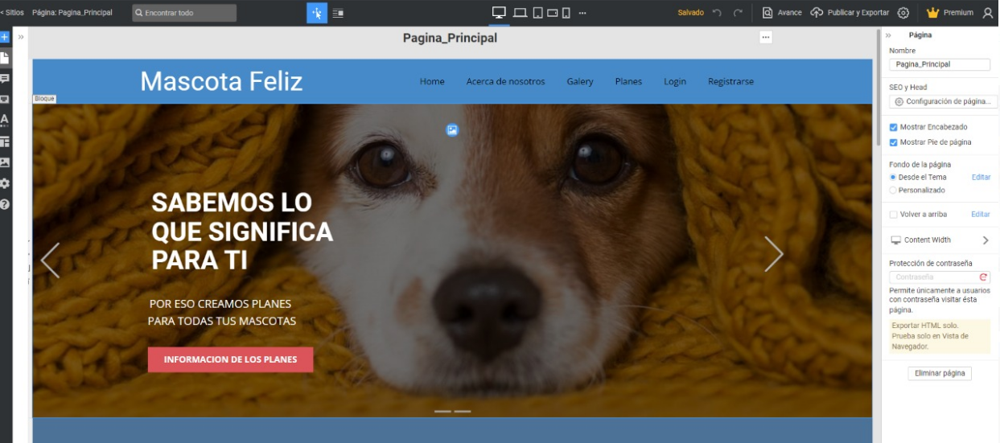 < Sitios Página: Pagina_Principal Encontrar todo Salvado Avance Publicar y Exportar Premium
Pagina_Principal
Mascota Feliz
Home Acerca de nosotros Galery Planes Login Registrarse
Bloque
SABEMOS LO
QUE SIGNIFICA
PARA TI
POR ESO CREAMOS PLANES
PARA TODAS TUS MASCOTAS
INFORMACION DE LOS PLANES
Página
Nombre
Pagina_Principal
SEO y Head
Configuración de página...
Mostrar Encabezado
Mostrar Pie de página
Fondo de la página
Desde el Tema Editar
Personalizado
Volver a arriba Editar
Content Width
Protección de contraseña
Contraseña
Permite únicamente a usuarios
con contraseña visitar ésta
página.
Exportar HTML solo.
Prueba solo en Vista de
Navegador.
Eliminar página